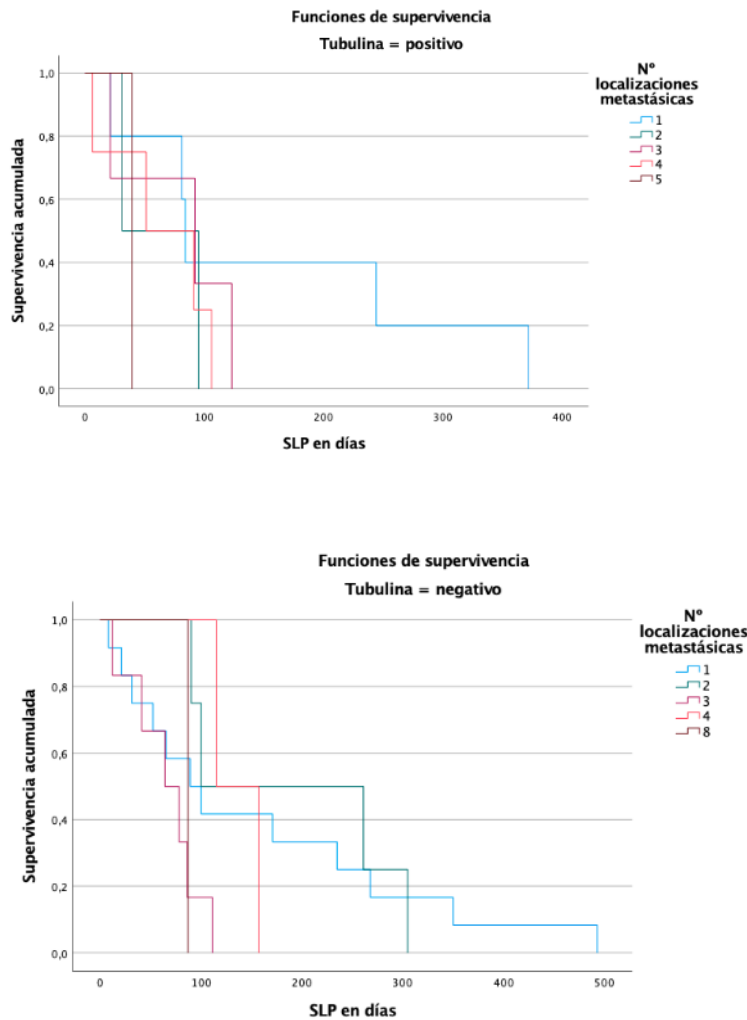 Funciones de supervivencia
Tubulina = positivo
Nº
localizaciones
metastásicas
1
2
3
4
5
1,0
0,8
0,6
0,4
0,2
0,0
Supervivencia acumulada
0 100 200 300 400
SLP en días
Funciones de supervivencia
Tubulina = negativo
Nº
localizaciones
metastásicas
1
2
3
4
8
1,0
0,8
0,6
0,4
0,2
0,0
Supervivencia acumulada
0 100 200 300 400 500
SLP en días